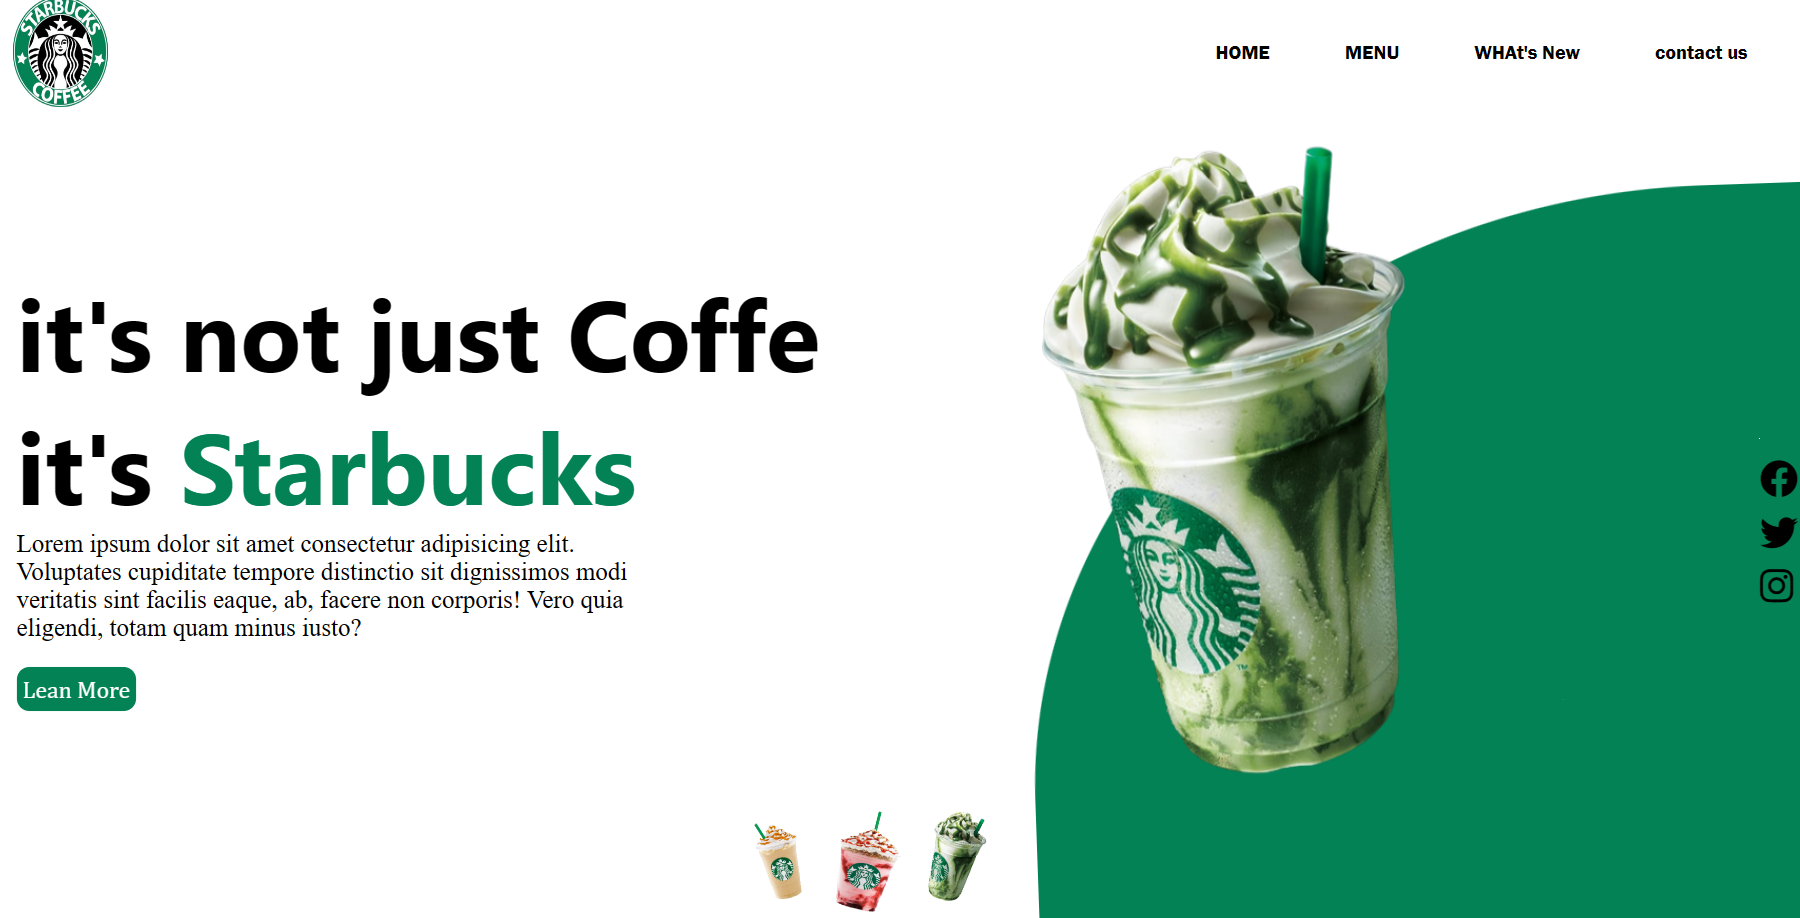 STARBUCKS
COFFEE
HOME
MENU
WHAt's New
contact us
it's not just Coffe
it's Starbucks
Lorem ipsum dolor sit amet consectetur adipisicing elit.
Voluptates cupiditate tempore distinctio sit dignissimos modi
veritatis sint facilis eaque, ab, facere non corporis! Vero quia
eligendi, totam quam minus iusto?
Lean More
TM